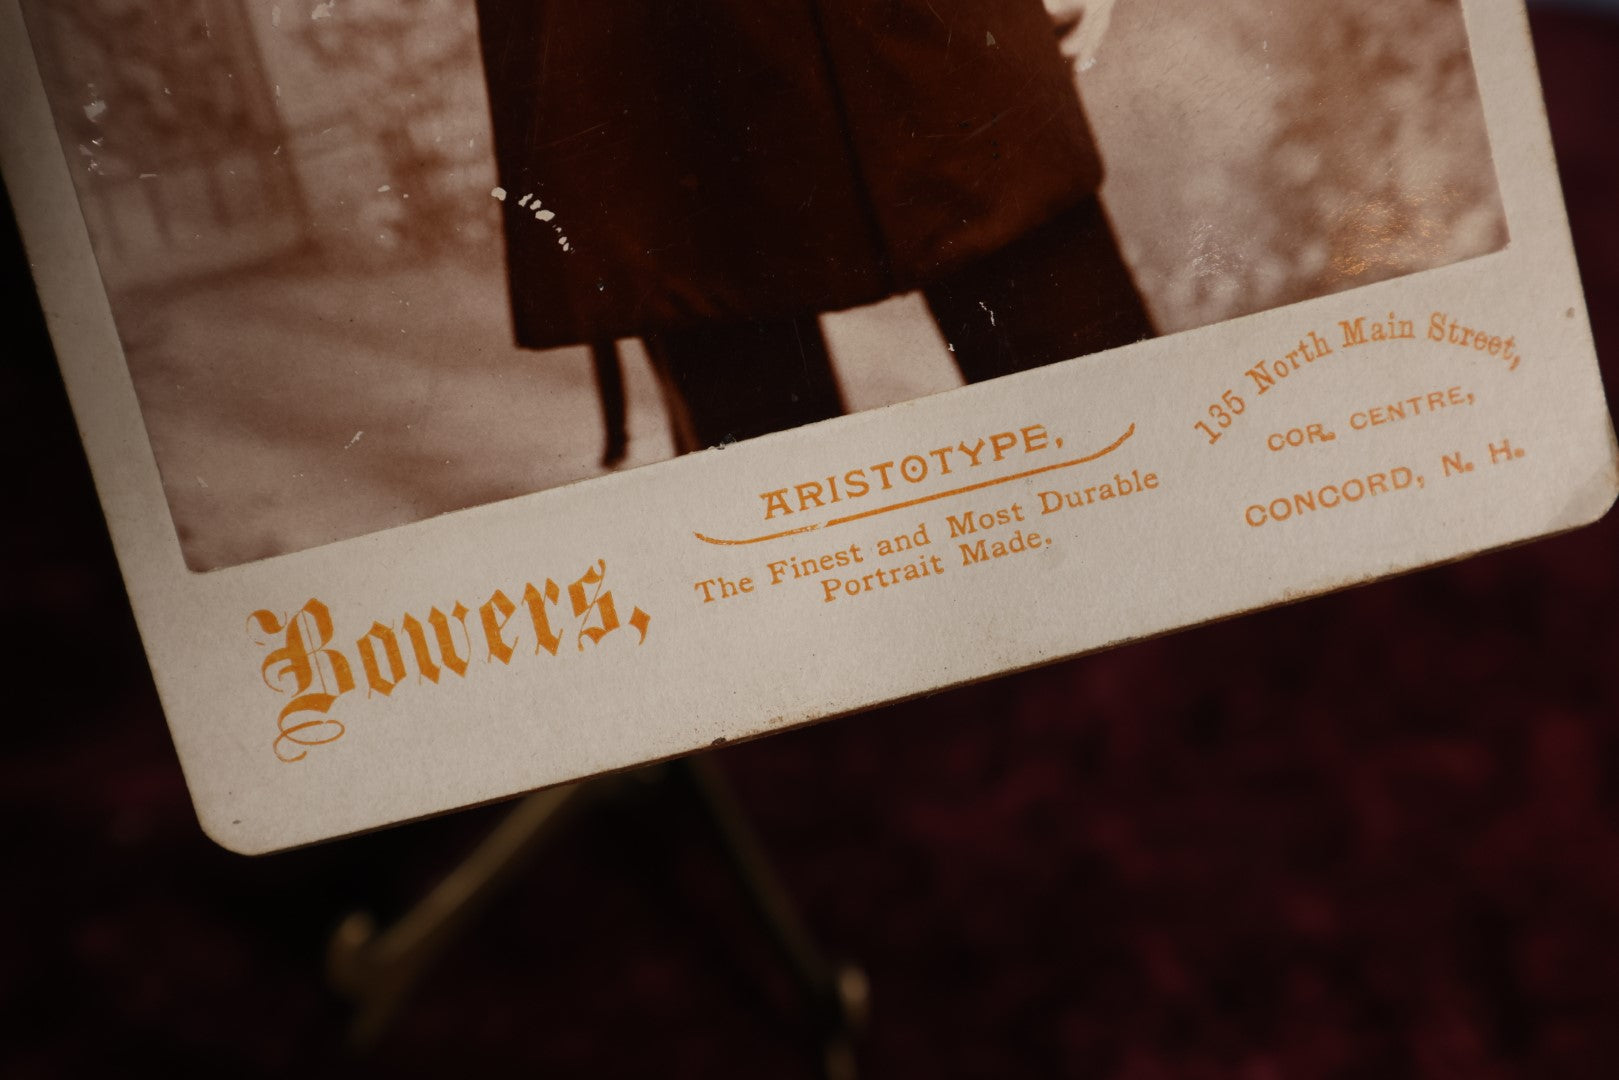 Bowers,
ARISTOTYPE,
The Finest and Most Durable
Portrait Made.
135 North Main Street,
COR. CENTRE,
CONCORD, N. H.